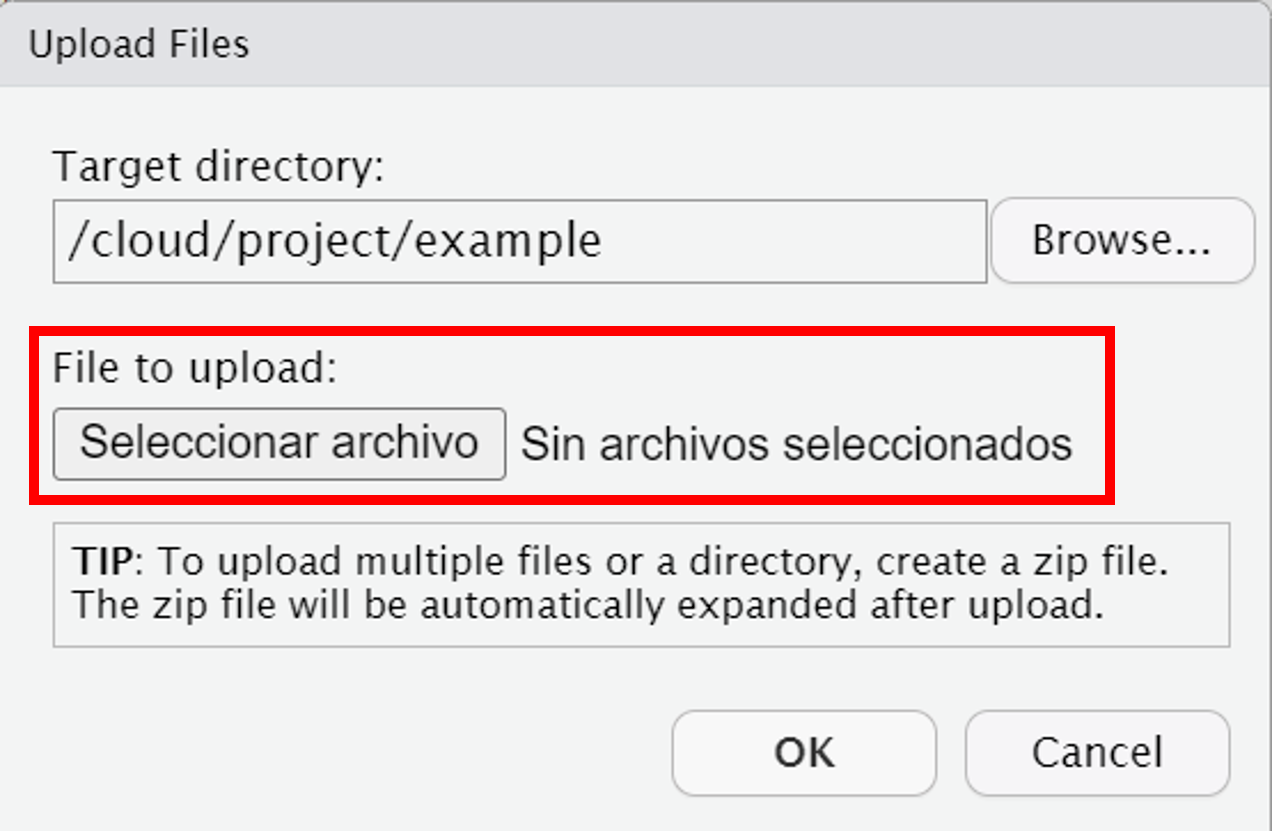 Upload Files
Target directory:
/cloud/project/example
Browse...
File to upload:
Seleccionar archivo Sin archivos seleccionados
TIP: To upload multiple files or a directory, create a zip file.
The zip file will be automatically expanded after upload.
OK Cancel